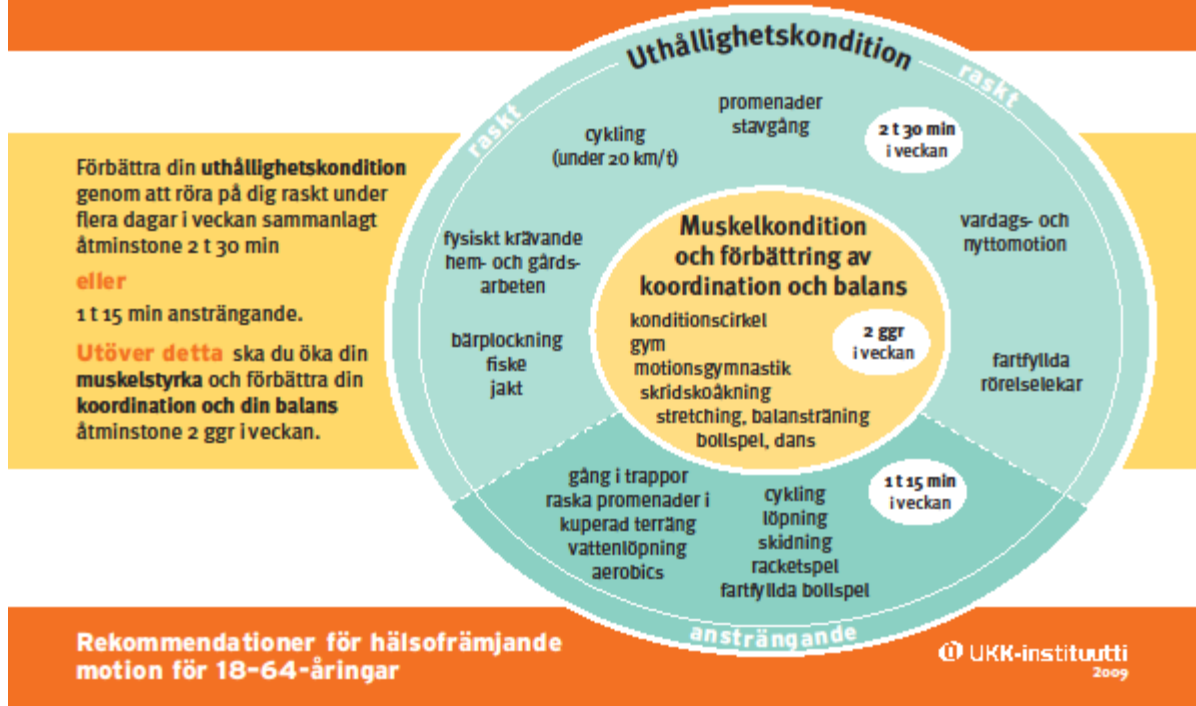 Förbättra din uthållighetskondition
genom att röra på dig raskt under
flera dagar i veckan sammanlagt
åtminstone 2 t 30 min
eller
1 t 15 min ansträngande.
Utöver detta ska du öka din
muskelstyrka och förbättra din
koordination och din balans
åtminstone 2 ggr i veckan.
Uthållighetskondition
raskt
raskt
promenader
stavgång
2 t 30 min
i veckan
cykling
(under 20 km/t)
vardags- och
nyttomotion
fysiskt krävande
hem- och gårds-
arbeten
bärplockning
fiske
jakt
fartfyllda
rörelselekar
Muskelkondition
och förbättring av
koordination och balans
konditionscirkel
gym
motionsgymnastik
skridskoåkning
stretching, balansträning
bollspel, dans
2 ggr
i veckan
gång i trappor
raska promenader i
kuperad terräng
vattenlöpning
aerobics
cykling
löpning
skidning
racketspel
fartfyllda bollspel
1 t 15 min
i veckan
ansträngande
Rekommendationer för hälsofrämjande
motion för 18–64-åringar
UKK-instituutti
2009